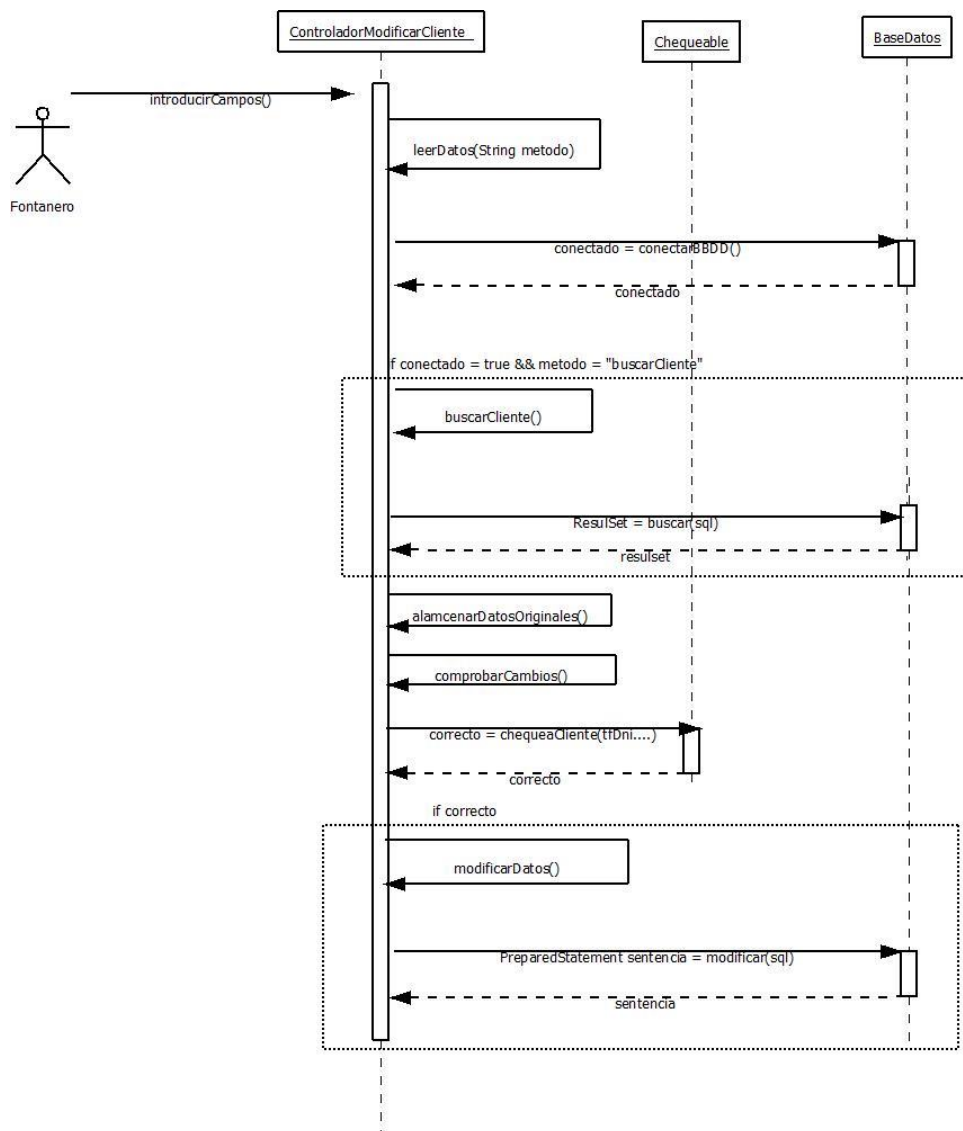 ControladorModificarCliente
Chequeable
BaseDatos
introducirCampos()
Fontanero
leerDatos(String metodo)
conectado = conectarBBDD()
conectado
if conectado = true && metodo = "buscarCliente"
buscarCliente()
ResulSet = buscar(sql)
resulset
alamcenarDatosOriginales()
comprobarCambios()
correcto = chequeaCliente(tfDni....)
correcto
if correcto
modificarDatos()
PreparedStatement sentencia = modificar(sql)
sentencia